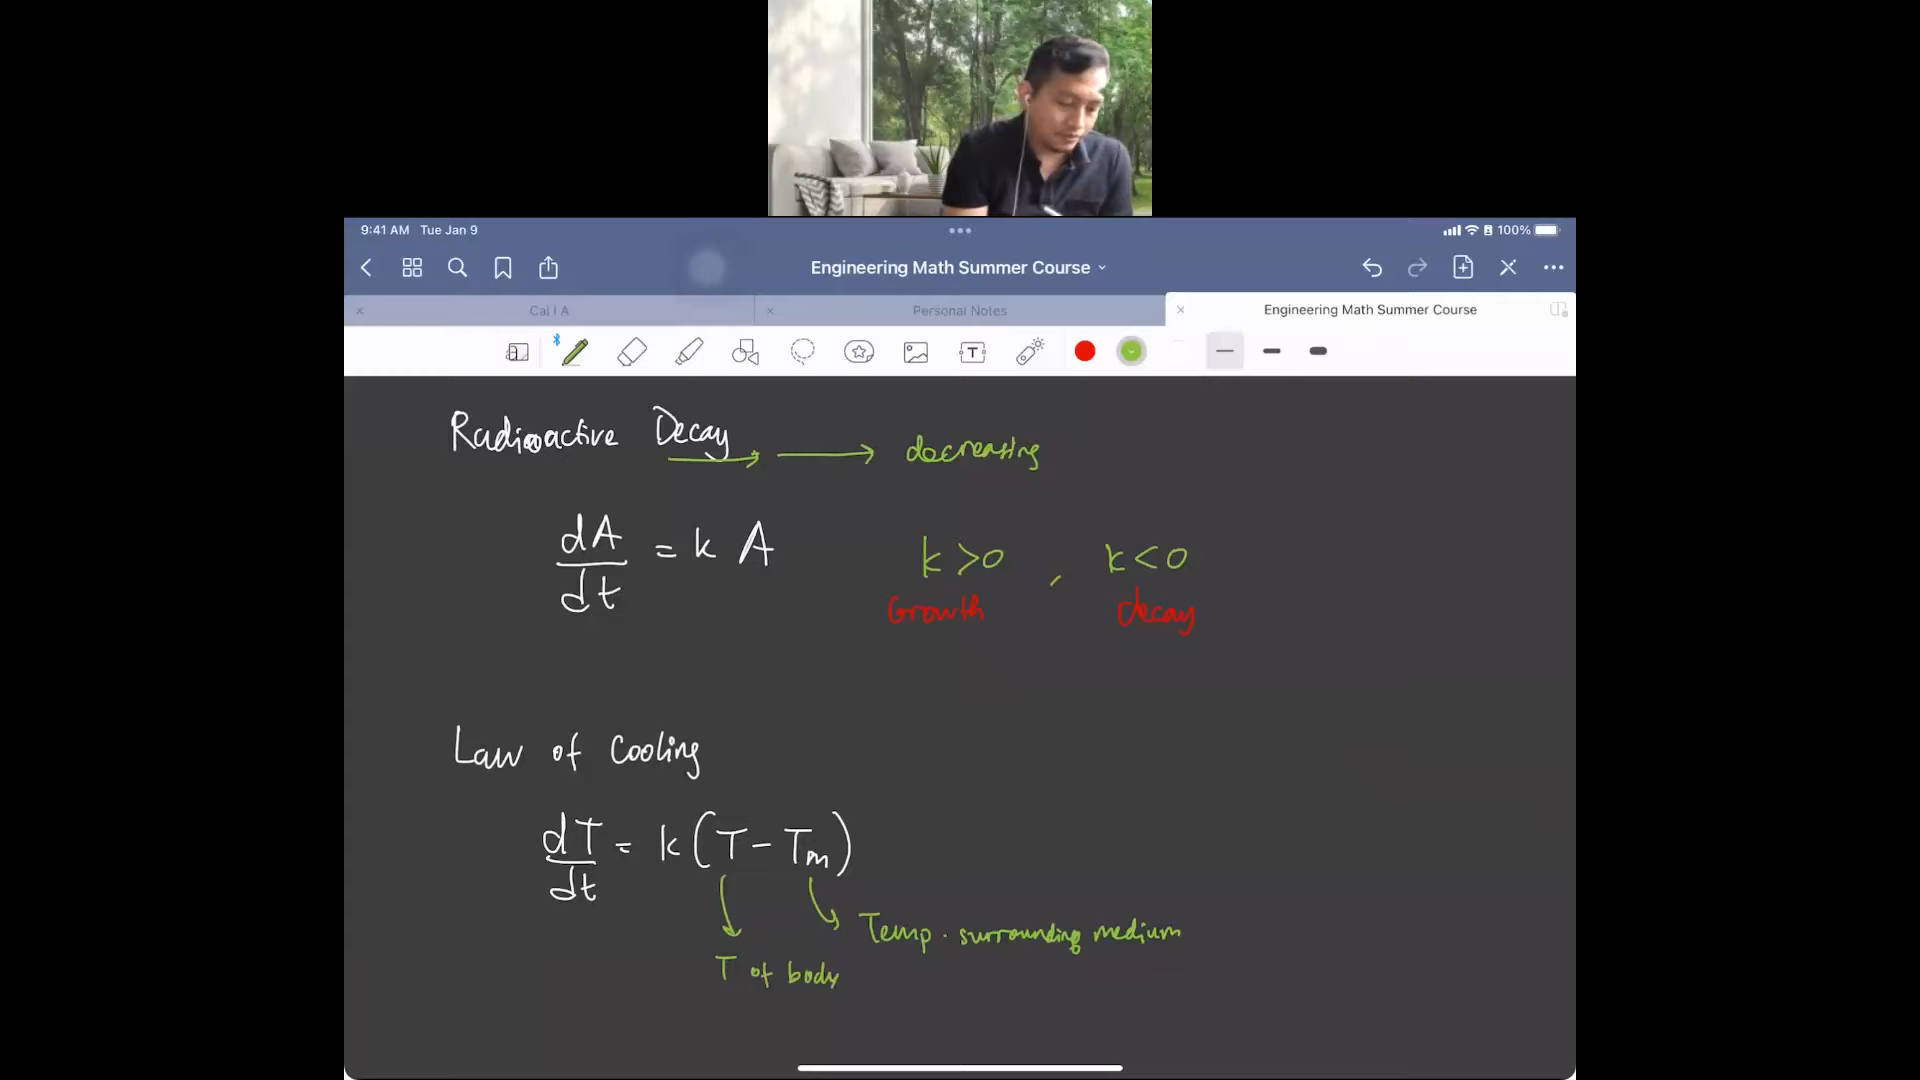 9:41 AM Tue Jan 9
100%
Engineering Math Summer Course
Cal I A
Personal Notes
Engineering Math Summer Course
Radioactive Decay → decreasing
dA/dt = k A
k > 0 , k < 0
Growth decay
Law of Cooling
dT/dt = k (T - Tm)
Temp. surrounding medium
T of body